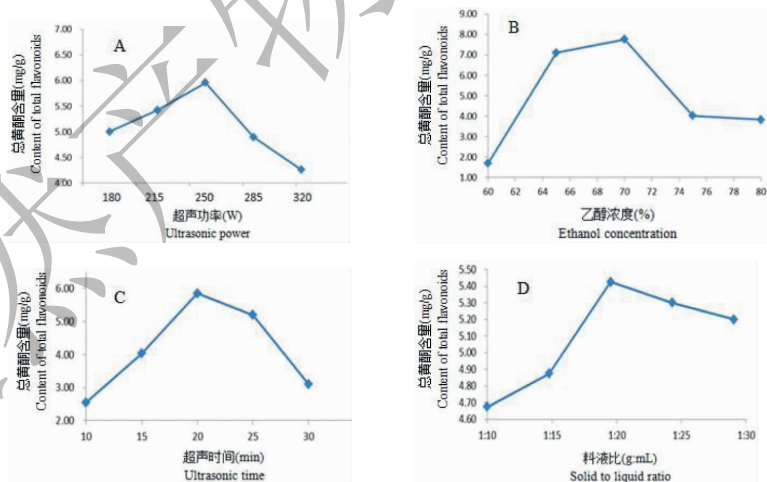 A
7.00
6.50
6.00
5.50
5.00
4.50
4.00
总黄酮含量(mg/g)
Content of total flavonoids
180 215 250 285 320
超声功率(W)
Ultrasonic power
B
9.00
8.00
7.00
6.00
5.00
4.00
3.00
2.00
1.00
总黄酮含量(mg/g)
Content of total flavonoids
60 62 64 66 68 70 72 74 76 78 80
乙醇浓度(%)
Ethanol concentration
C
6.00
5.00
4.00
3.00
2.00
总黄酮含量(mg/g)
Content of total flavonoids
10 15 20 25 30
超声时间(min)
Ultrasonic time
D
5.50
5.40
5.30
5.20
5.10
5.00
4.90
4.80
4.70
4.60
总黄酮含量(mg/g)
Content of total flavonoids
1:10 1:15 1:20 1:25 1:30
料液比(g:mL)
Solid to liquid ratio